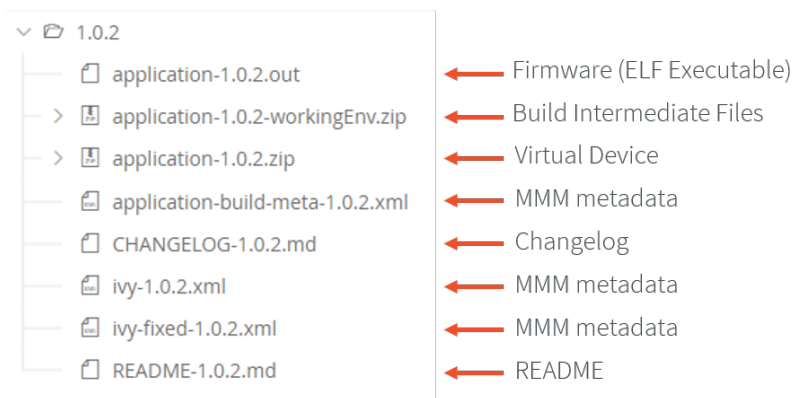 1.0.2
application-1.0.2.out Firmware (ELF Executable)
application-1.0.2-workingEnv.zip Build Intermediate Files
application-1.0.2.zip Virtual Device
application-build-meta-1.0.2.xml MMM metadata
CHANGELOG-1.0.2.md Changelog
ivy-1.0.2.xml MMM metadata
ivy-fixed-1.0.2.xml MMM metadata
README-1.0.2.md README